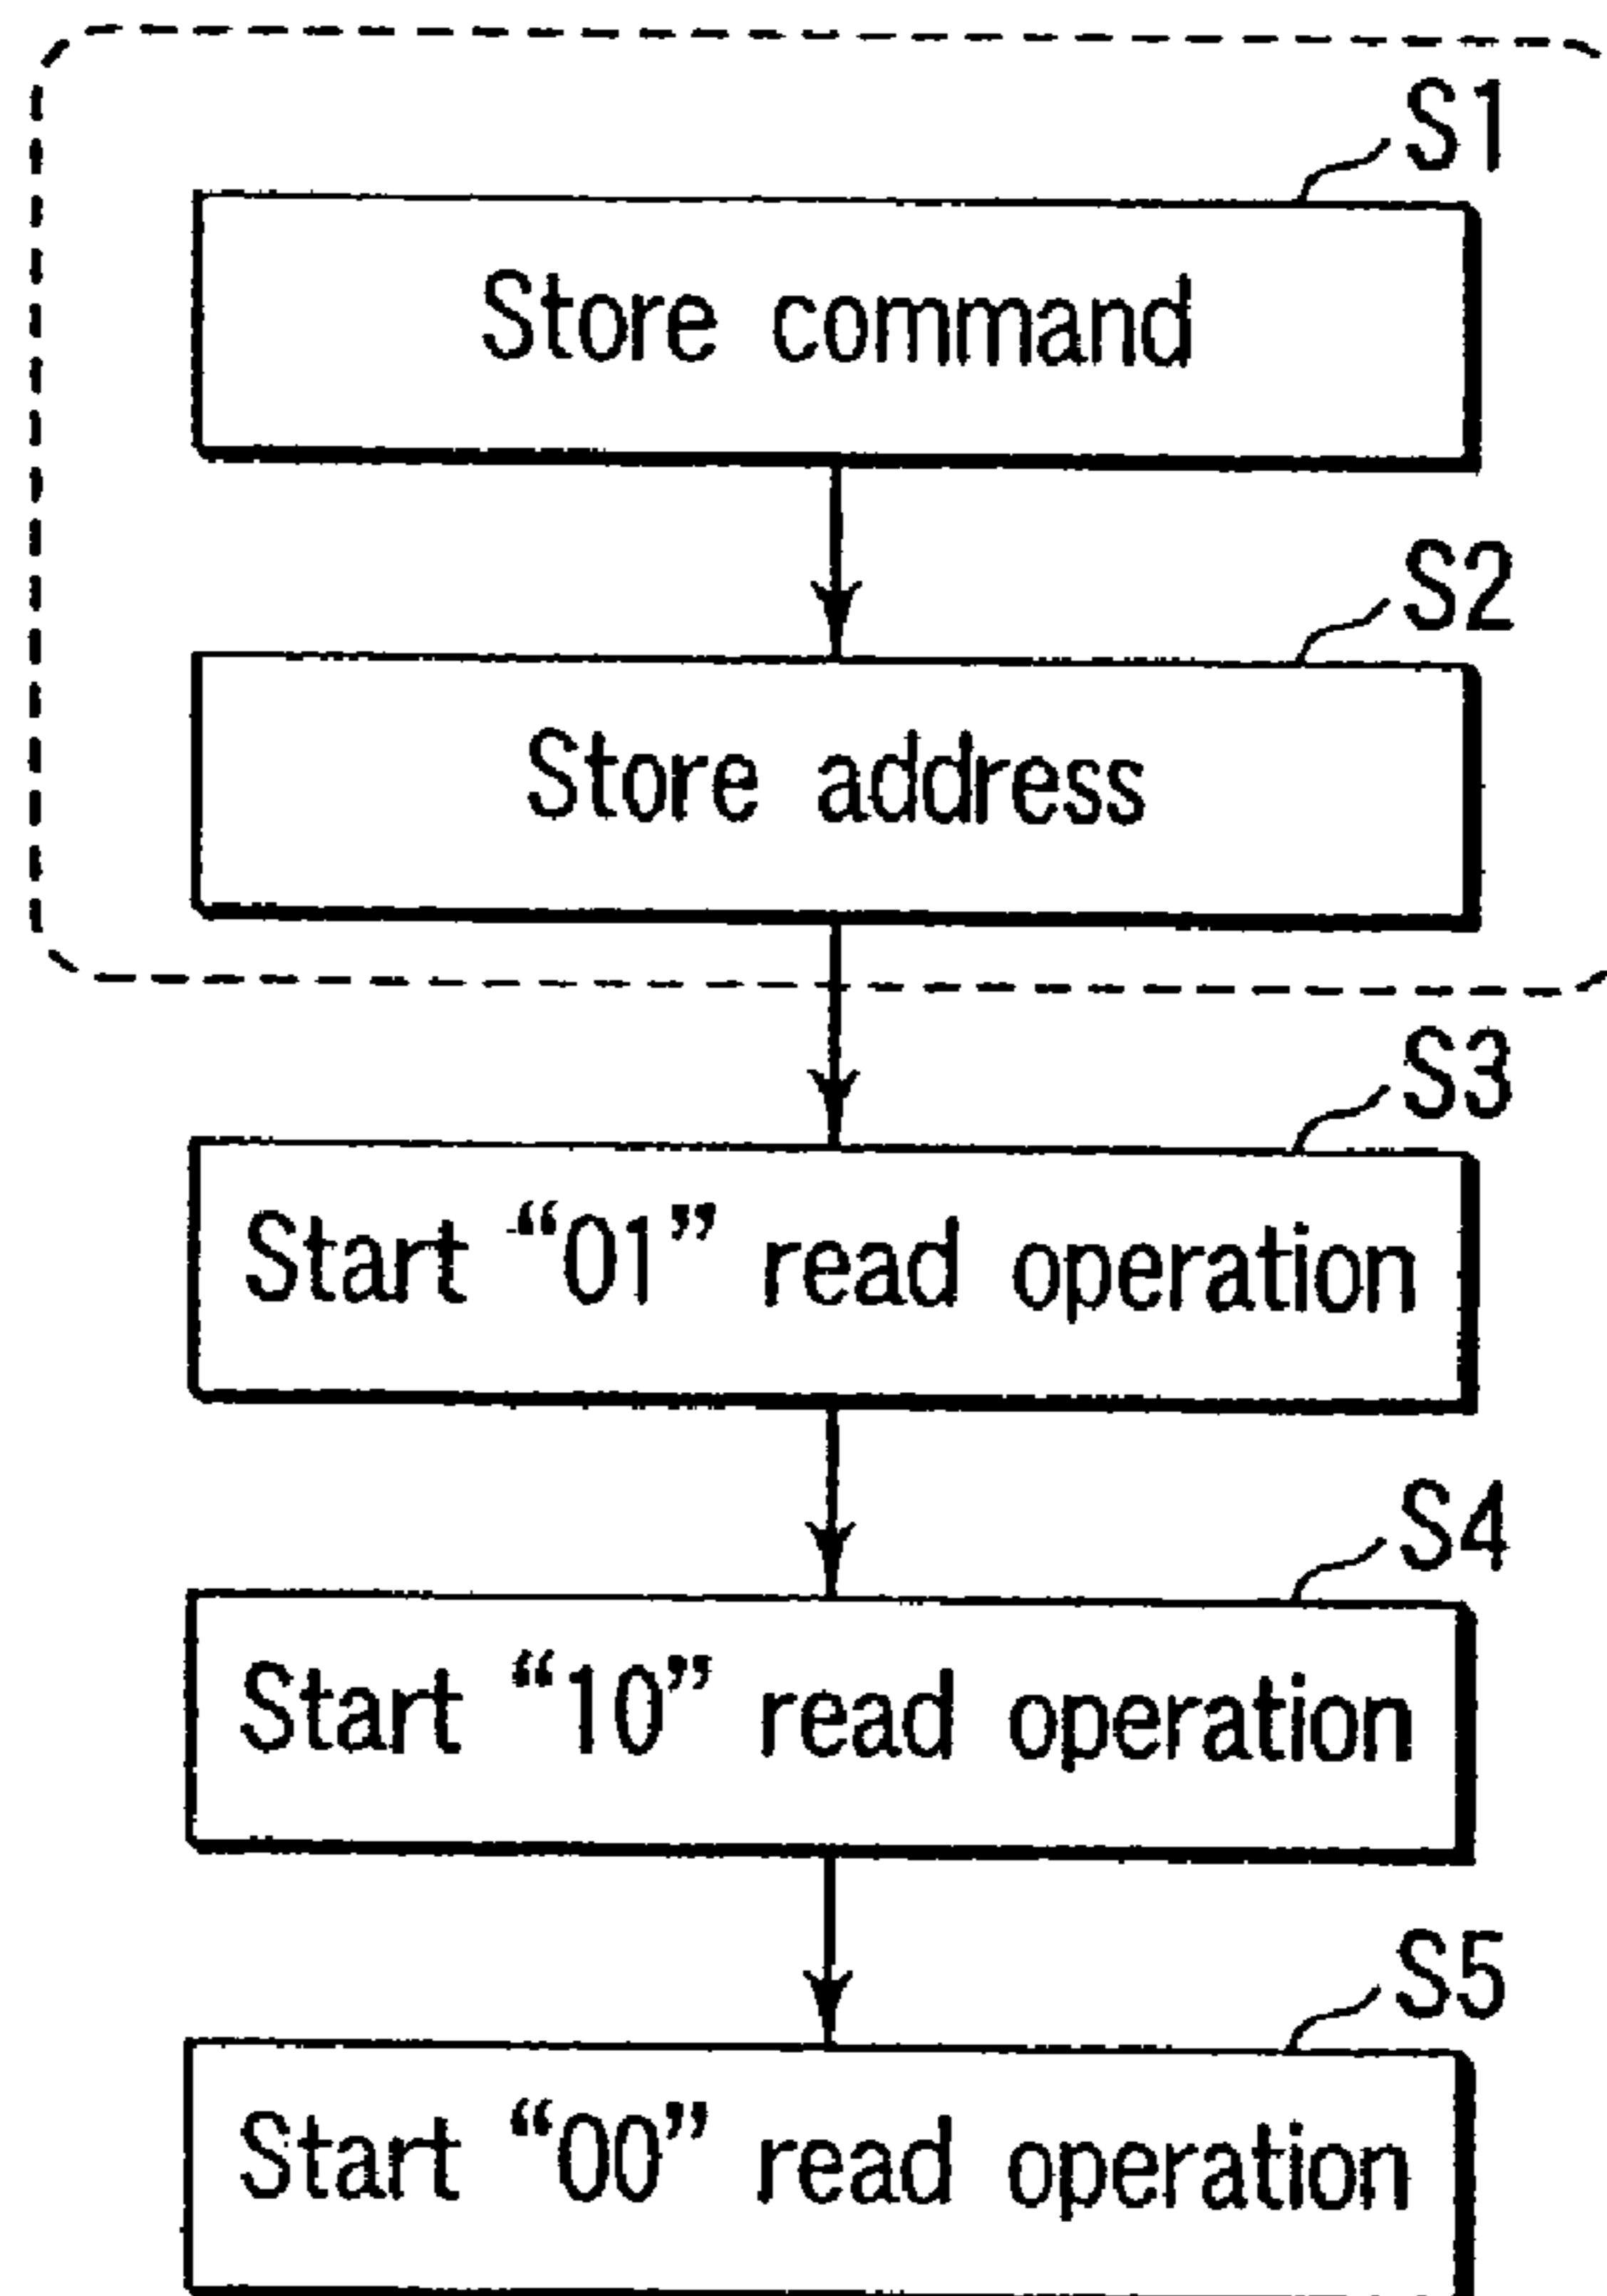 S1
Store command
S2
Store address
S3
Start “01” read operation
S4
Start “10” read operation
S5
Start “00” read operation